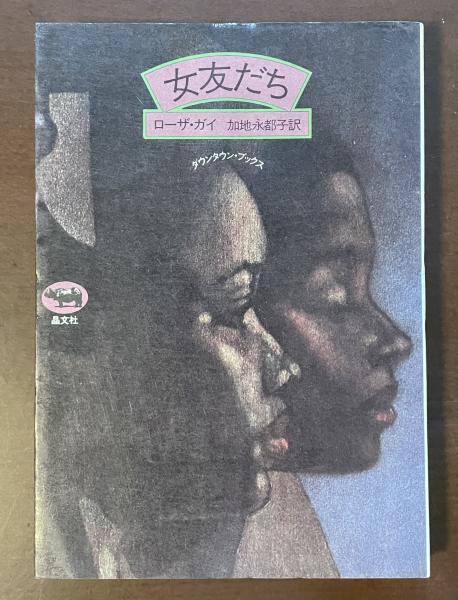 女友だち
ローザ・ガイ 加地永都子訳
ダウンタウン・ブックス
晶文社